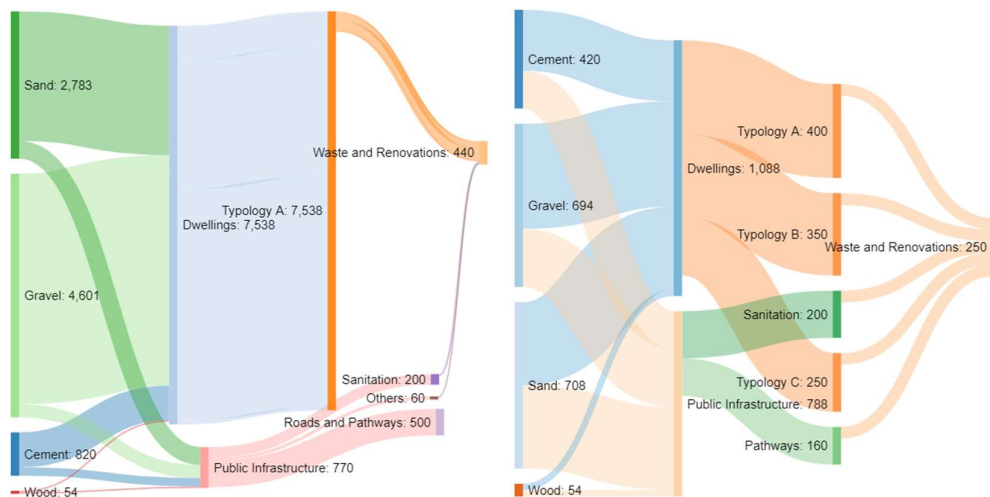 Sand: 2,783
Waste and Renovations: 440
Typology A: 7,538
Dwellings: 7,538
Gravel: 4,601
Sanitation: 200
Others: 60
Roads and Pathways: 500
Cement: 820
Public Infrastructure: 770
Wood: 54
Cement: 420
Typology A: 400
Dwellings: 1,088
Gravel: 694
Typology B: 350
Waste and Renovations: 250
Sanitation: 200
Typology C: 250
Sand: 708
Public Infrastructure: 788
Pathways: 160
Wood: 54